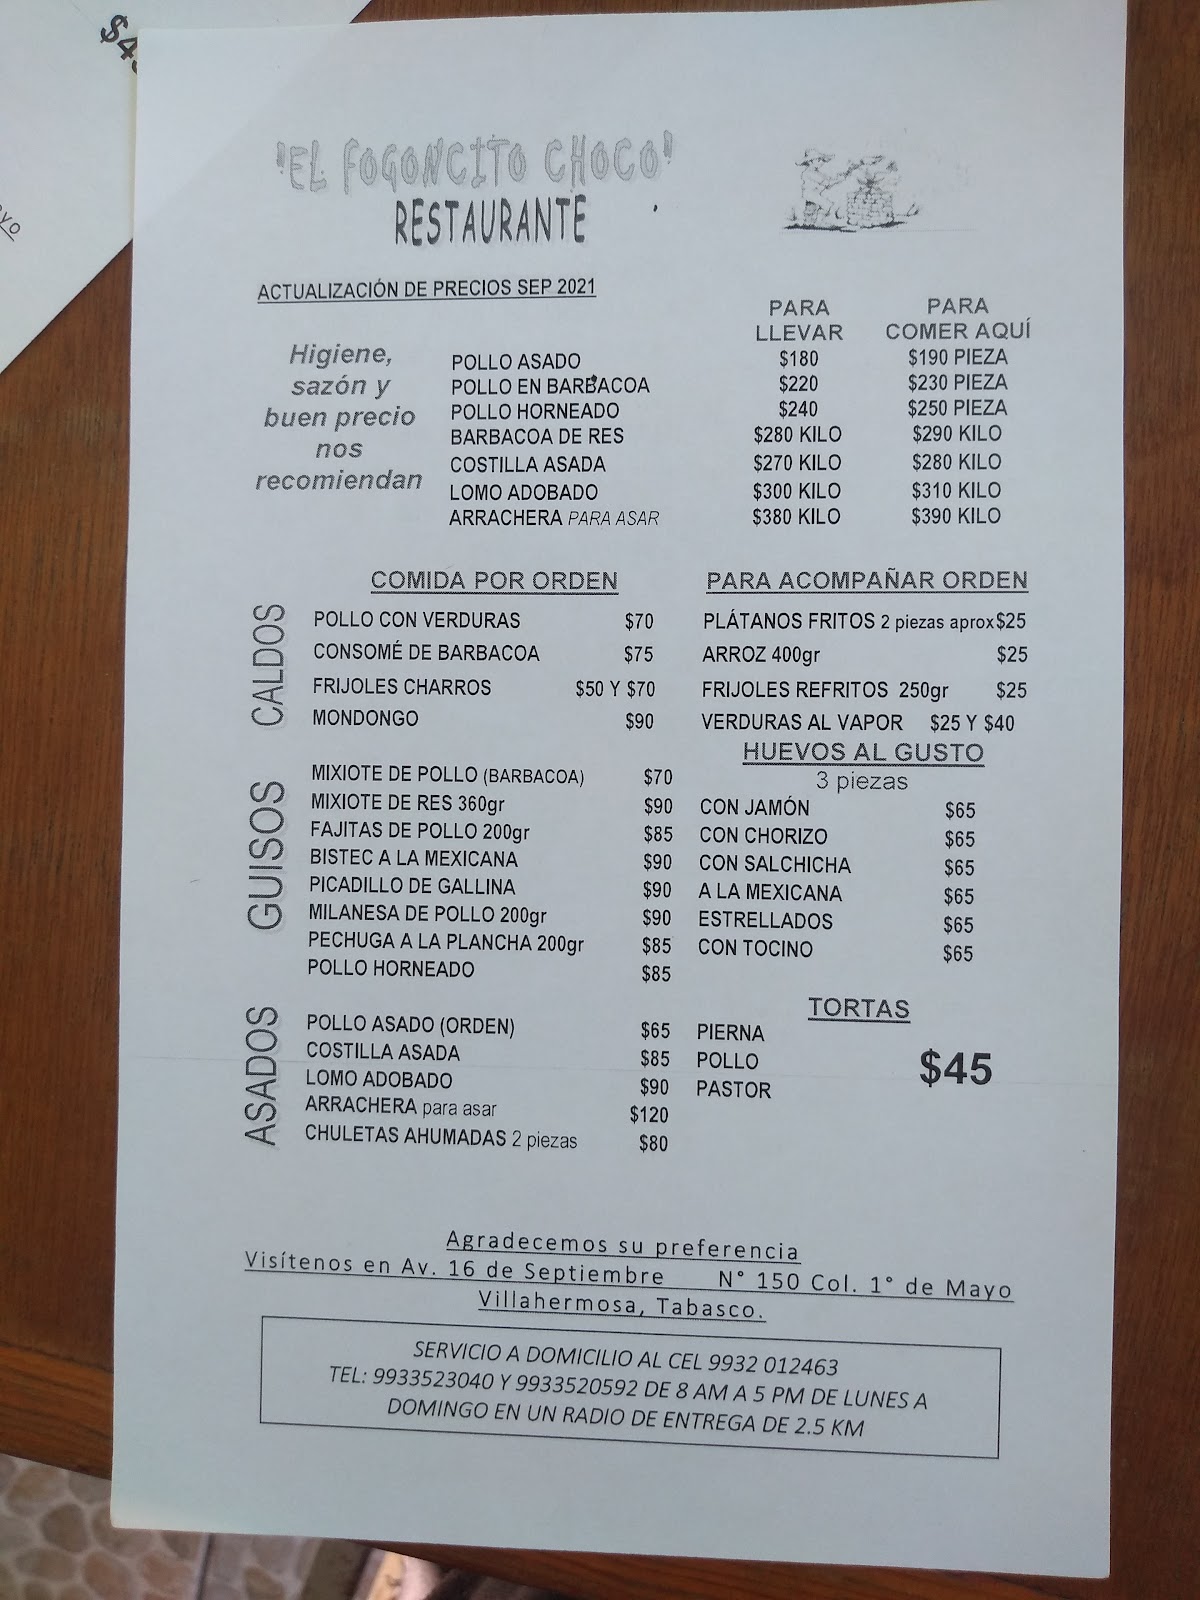 $4
oyo
'EL FOGONCITO CHOCO'
RESTAURANTE
ACTUALIZACIÓN DE PRECIOS SEP 2021
Higiene,
sazón y
buen precio
nos
recomiendan
PARA LLEVAR PARA COMER AQUÍ
POLLO ASADO $180 $190 PIEZA
POLLO EN BARBACOA $220 $230 PIEZA
POLLO HORNEADO $240 $250 PIEZA
BARBACOA DE RES $280 KILO $290 KILO
COSTILLA ASADA $270 KILO $280 KILO
LOMO ADOBADO $300 KILO $310 KILO
ARRACHERA PARA ASAR $380 KILO $390 KILO
COMIDA POR ORDEN
CALDOS
POLLO CON VERDURAS $70
CONSOMÉ DE BARBACOA $75
FRIJOLES CHARROS $50 Y $70
MONDONGO $90
GUISOS
MIXIOTE DE POLLO (BARBACOA) $70
MIXIOTE DE RES 360gr $90
FAJITAS DE POLLO 200gr $85
BISTEC A LA MEXICANA $90
PICADILLO DE GALLINA $90
MILANESA DE POLLO 200gr $90
PECHUGA A LA PLANCHA 200gr $85
POLLO HORNEADO $85
ASADOS
POLLO ASADO (ORDEN) $65
COSTILLA ASADA $85
LOMO ADOBADO $90
ARRACHERA para asar $120
CHULETAS AHUMADAS 2 piezas $80
PARA ACOMPAÑAR ORDEN
PLÁTANOS FRITOS 2 piezas aprox $25
ARROZ 400gr $25
FRIJOLES REFRITOS 250gr $25
VERDURAS AL VAPOR $25 Y $40
HUEVOS AL GUSTO
3 piezas
CON JAMÓN $65
CON CHORIZO $65
CON SALCHICHA $65
A LA MEXICANA $65
ESTRELLADOS $65
CON TOCINO $65
TORTAS
PIERNA
POLLO $45
PASTOR
Agradecemos su preferencia
Visítenos en Av. 16 de Septiembre N° 150 Col. 1° de Mayo
Villahermosa, Tabasco.
SERVICIO A DOMICILIO AL CEL 9932 012463
TEL: 9933523040 Y 9933520592 DE 8 AM A 5 PM DE LUNES A
DOMINGO EN UN RADIO DE ENTREGA DE 2.5 KM